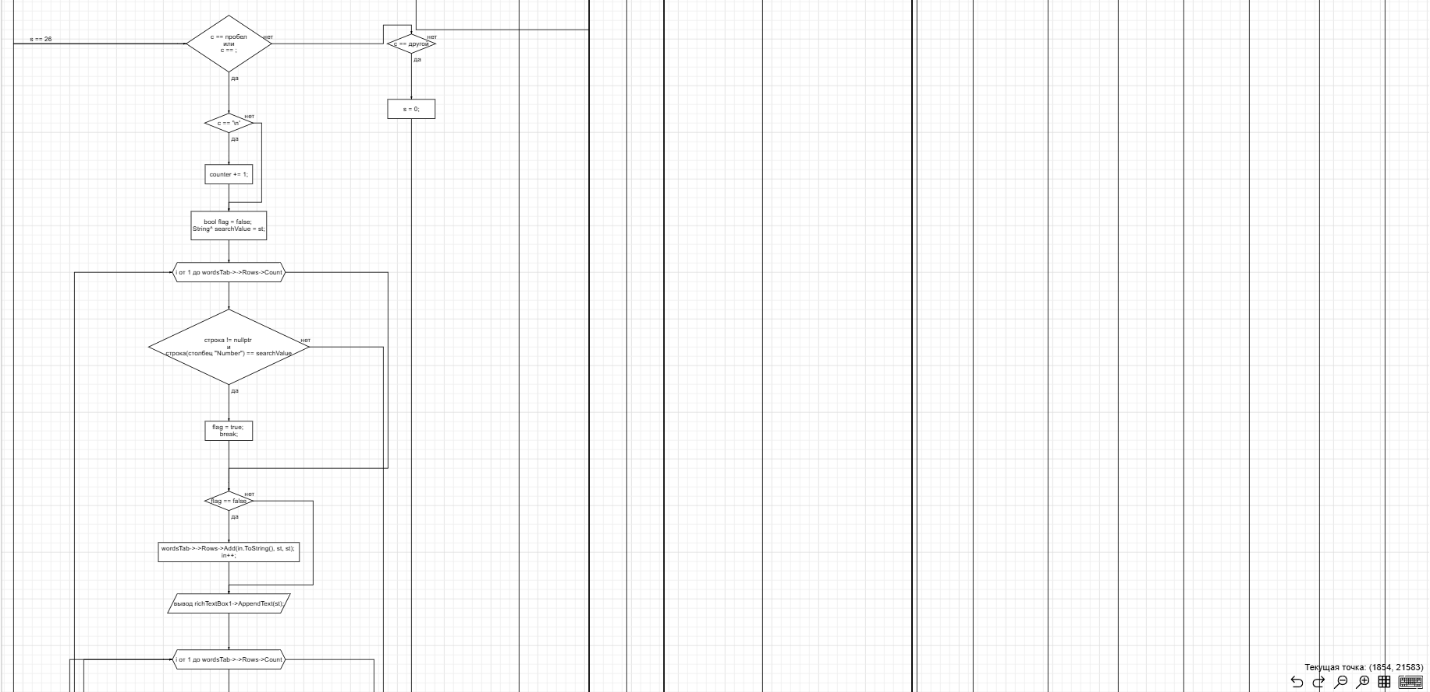 s == 26
c == пробел
или
c == ;
нет
да
нет
c == другой
да
s = 0;
c == '\n'
нет
да
counter += 1;
bool flag = false;
String^ searchValue = st;
i от 1 до wordsTab->->Rows->Count
строка != nullptr
и
строка(столбец "Number") == searchValue
нет
да
flag = true;
break;
flag == false
нет
да
wordsTab->->Rows->Add(in.ToString(), st, st);
in++;
вывод richTextBox1->AppendText(st);
i от 1 до wordsTab->->Rows->Count
Текущая точка: (1854, 21583)